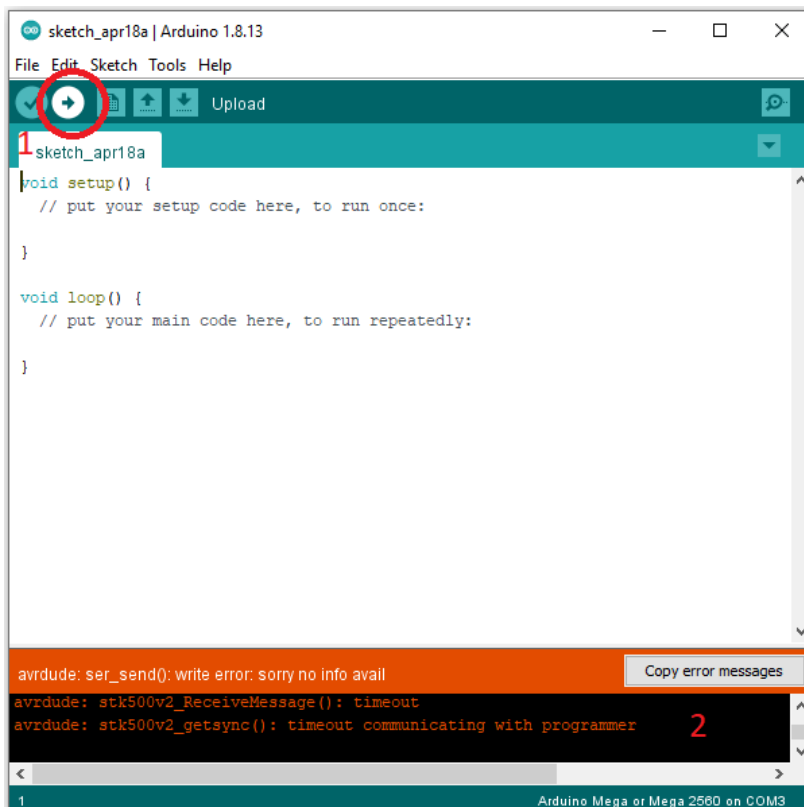 sketch_apr18a | Arduino 1.8.13
File Edit Sketch Tools Help
Upload
1
sketch_apr18a
void setup() {
  // put your setup code here, to run once:
}
void loop() {
  // put your main code here, to run repeatedly:
}
avrdude: ser_send(): write error: sorry no info avail
Copy error messages
avrdude: stk500v2_ReceiveMessage(): timeout
avrdude: stk500v2_getsync(): timeout communicating with programmer
2
1
Arduino Mega or Mega 2560 on COM3